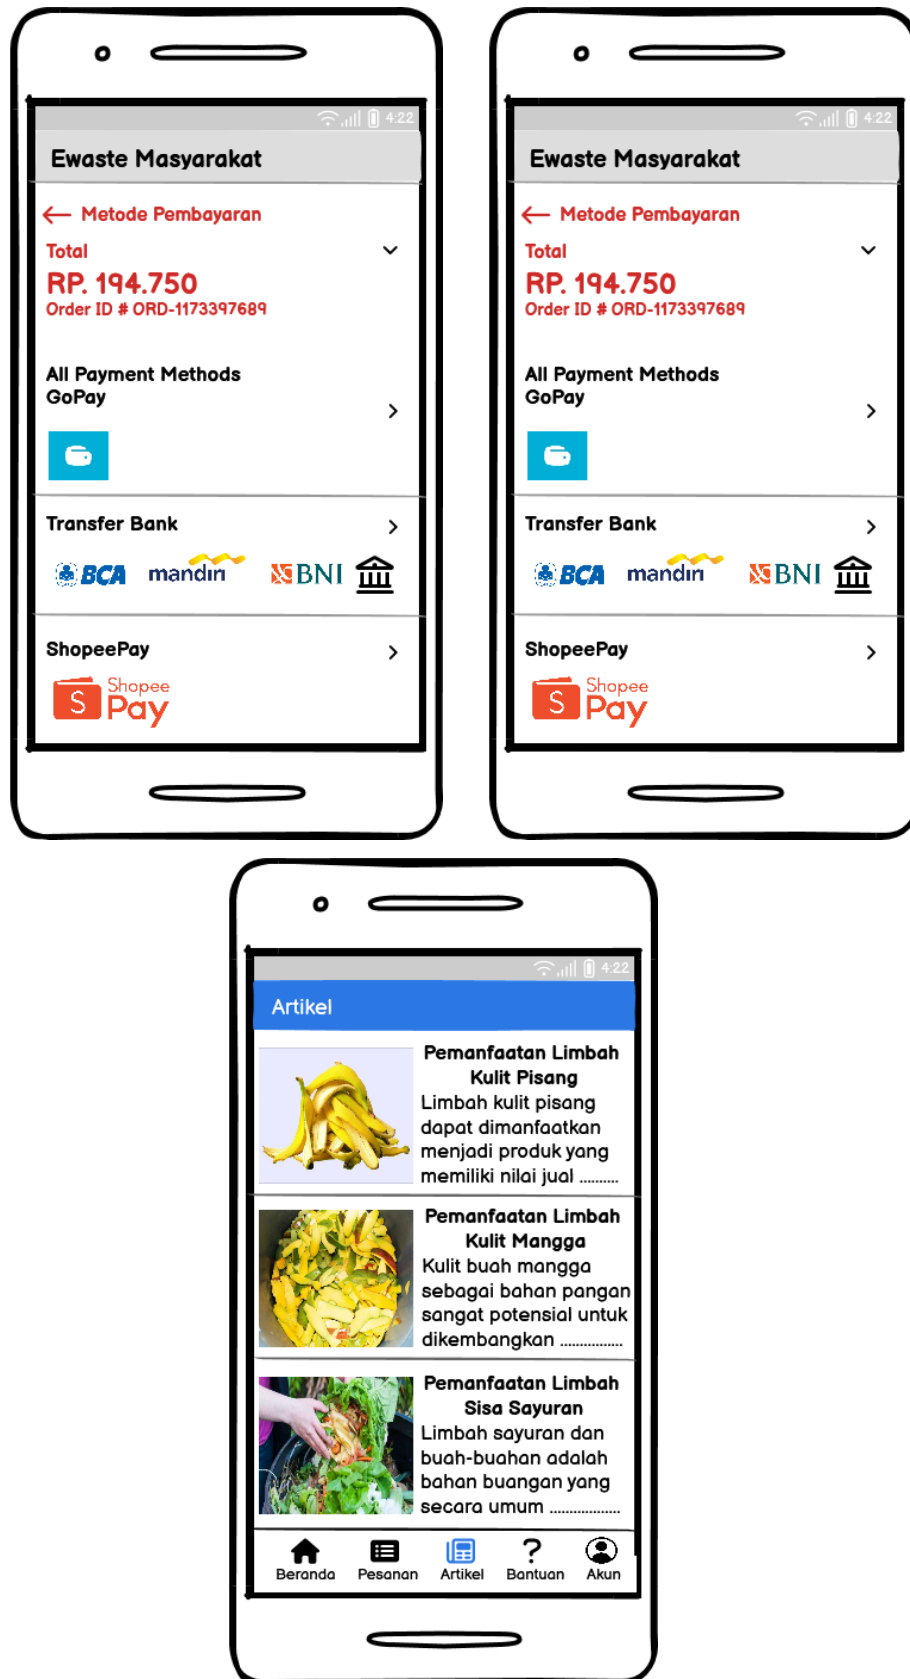 4:22
Ewaste Masyarakat
Metode Pembayaran
Total
RP. 194.750
Order ID # ORD-1173397689
All Payment Methods
GoPay
Transfer Bank
BCA mandiri BNI
ShopeePay
S Shopee
Pay
4:22
Ewaste Masyarakat
Metode Pembayaran
Total
RP. 194.750
Order ID # ORD-1173397689
All Payment Methods
GoPay
Transfer Bank
BCA mandiri BNI
ShopeePay
S Shopee
Pay
4:22
Artikel
Pemanfaatan Limbah
Kulit Pisang
Limbah kulit pisang
dapat dimanfaatkan
menjadi produk yang
memiliki nilai jual ..........
Pemanfaatan Limbah
Kulit Mangga
Kulit buah mangga
sebagai bahan pangan
sangat potensial untuk
dikembangkan ................
Pemanfaatan Limbah
Sisa Sayuran
Limbah sayuran dan
buah-buahan adalah
bahan buangan yang
secara umum ..................
Beranda Pesanan Artikel Bantuan Akun